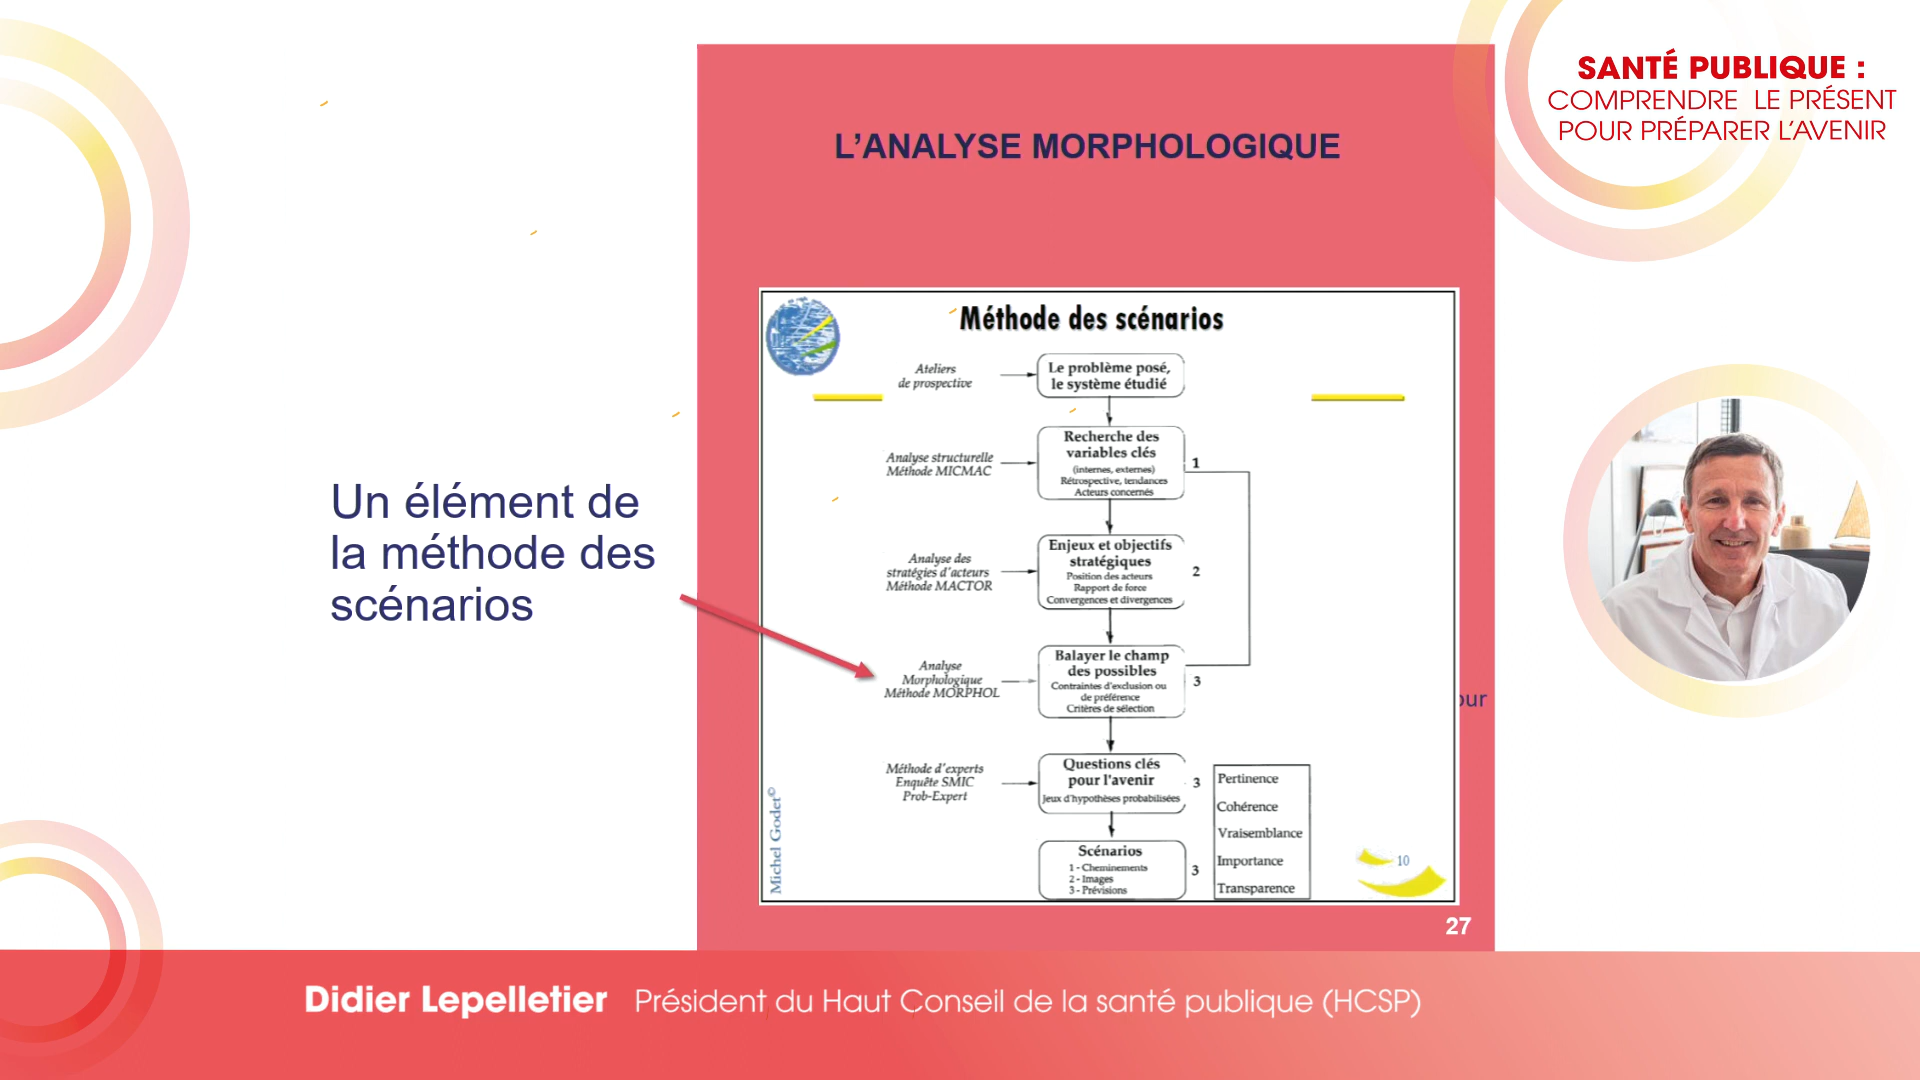 SANTÉ PUBLIQUE :
COMPRENDRE LE PRÉSENT
POUR PRÉPARER L'AVENIR
L'ANALYSE MORPHOLOGIQUE
Un élément de
la méthode des
scénarios
Méthode des scénarios
Ateliers
de prospective
Le problème posé,
le système étudié
Analyse structurelle
Méthode MICMAC
Recherche des
variables clés
(internes, externes)
Rétrospective, tendances
Acteurs concernés
1
Analyse des
stratégies d'acteurs
Méthode MACTOR
Enjeux et objectifs
stratégiques
Position des acteurs
Rapport de force
Convergences et divergences
2
Analyse
Morphologique
Méthode MORPHOL
Balayer le champ
des possibles
Contraintes d'exclusion ou
de préférence
Critères de sélection
3
Méthode d'experts
Enquête SMIC
Prob-Expert
Questions clés
pour l'avenir
Jeux d'hypothèses probabilisées
3
Scénarios
1 - Cheminements
2 - Images
3 - Prévisions
3
Pertinence
Cohérence
Vraisemblance
Importance
Transparence
Michel Godet©
10
27
Didier Lepelletier Président du Haut Conseil de la santé publique (HCSP)